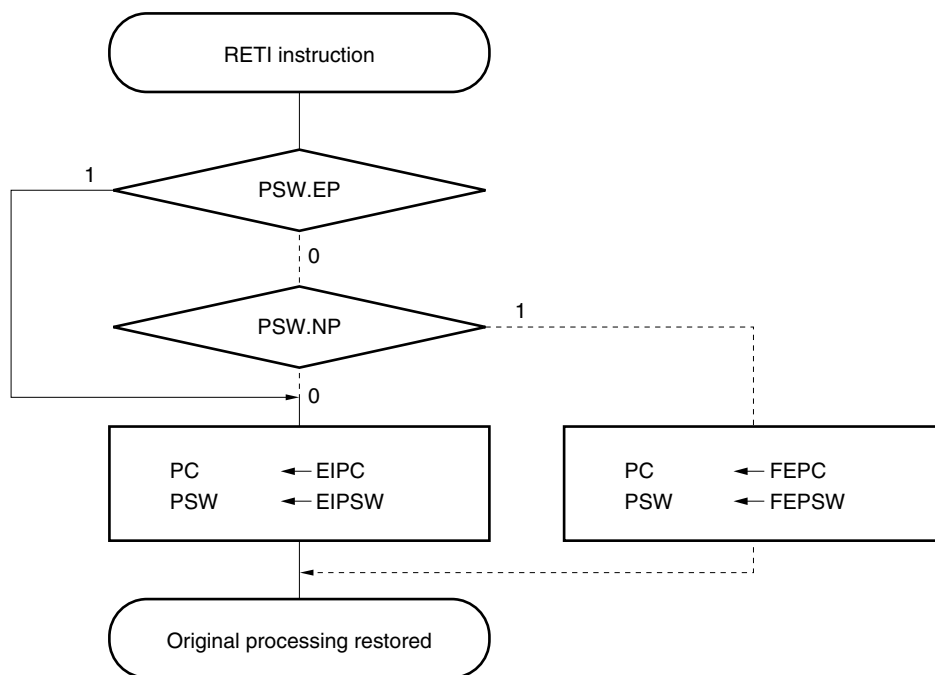 RETI instruction
1
PSW.EP
0
PSW.NP
1
0
PC EIPC
PSW EIPSW
PC FEPC
PSW FEPSW
Original processing restored